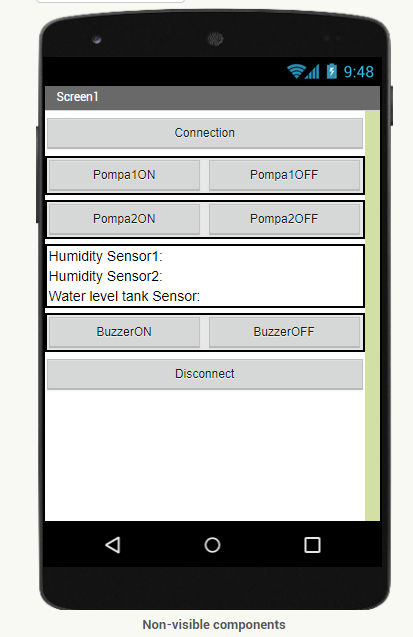 9:48
Screen1
Connection
Pompa1ON Pompa1OFF
Pompa2ON Pompa2OFF
Humidity Sensor1:
Humidity Sensor2:
Water level tank Sensor:
BuzzerON BuzzerOFF
Disconnect
Non-visible components